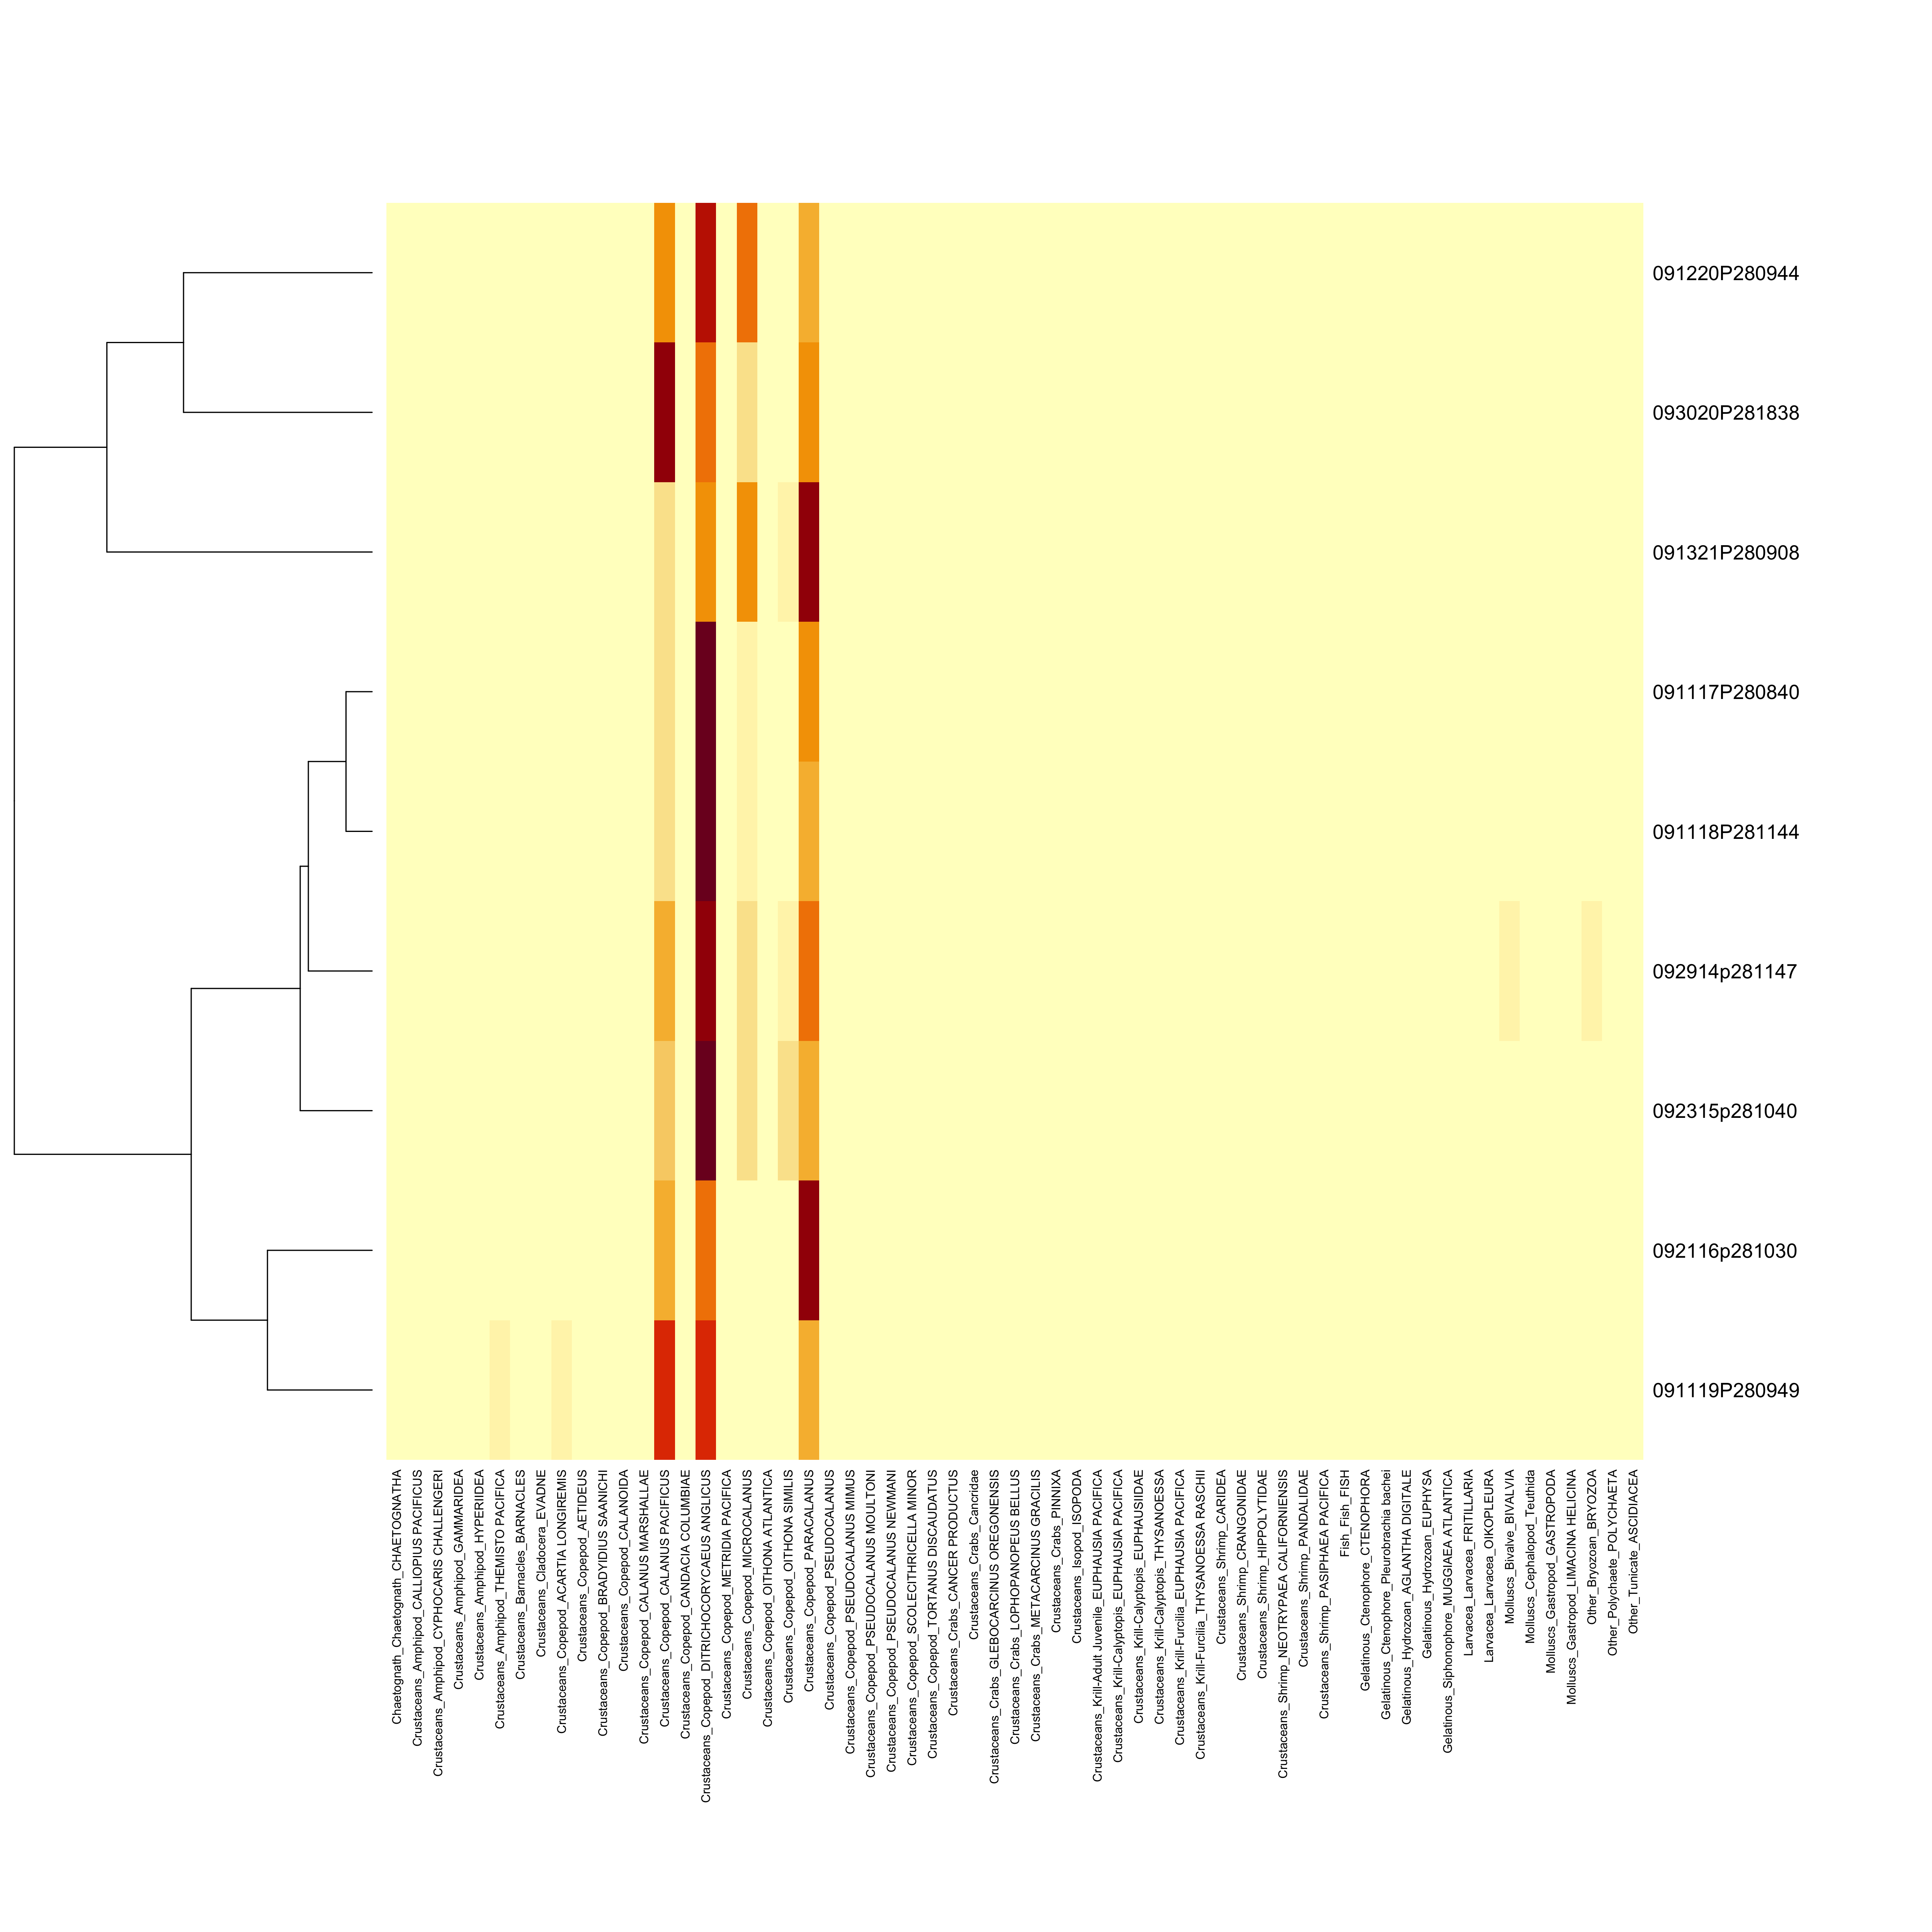 091220P280944
093020P281838
091321P280908
091117P280840
091118P281144
092914p281147
092315p281040
092116p281030
091119P280949
Chaetognath_Chaetognath_CHAETOGNATHA
Crustaceans_Amphipod_CALLIOPIUS PACIFICUS
Crustaceans_Amphipod_CYPHOCARIS CHALLENGERI
Crustaceans_Amphipod_GAMMARIDEA
Crustaceans_Amphipod_HYPERIIDEA
Crustaceans_Amphipod_THEMISTO PACIFICA
Crustaceans_Barnacles_BARNACLES
Crustaceans_Cladocera_EVADNE
Crustaceans_Copepod_ACARTIA LONGIREMIS
Crustaceans_Copepod_AETIDEUS
Crustaceans_Copepod_BRADYIDIUS SAANICHI
Crustaceans_Copepod_CALANOIDA
Crustaceans_Copepod_CALANUS MARSHALLAE
Crustaceans_Copepod_CALANUS PACIFICUS
Crustaceans_Copepod_CANDACIA COLUMBIAE
Crustaceans_Copepod_DITRICHOCORYCAEUS ANGLICUS
Crustaceans_Copepod_METRIDIA PACIFICA
Crustaceans_Copepod_MICROCALANUS
Crustaceans_Copepod_OITHONA ATLANTICA
Crustaceans_Copepod_OITHONA SIMILIS
Crustaceans_Copepod_PARACALANUS
Crustaceans_Copepod_PSEUDOCALANUS
Crustaceans_Copepod_PSEUDOCALANUS MIMUS
Crustaceans_Copepod_PSEUDOCALANUS MOULTONI
Crustaceans_Copepod_PSEUDOCALANUS NEWMANI
Crustaceans_Copepod_SCOLECITHRICELLA MINOR
Crustaceans_Copepod_TORTANUS DISCAUDATUS
Crustaceans_Crabs_CANCER PRODUCTUS
Crustaceans_Crabs_Cancridae
Crustaceans_Crabs_GLEBOCARCINUS OREGONENSIS
Crustaceans_Crabs_LOPHOPANOPEUS BELLUS
Crustaceans_Crabs_METACARCINUS GRACILIS
Crustaceans_Crabs_PINNIXA
Crustaceans_Isopod_ISOPODA
Crustaceans_Krill-Adult Juvenile_EUPHAUSIA PACIFICA
Crustaceans_Krill-Calyptopis_EUPHAUSIA PACIFICA
Crustaceans_Krill-Calyptopis_EUPHAUSIIDAE
Crustaceans_Krill-Calyptopis_THYSANOESSA
Crustaceans_Krill-Furcilia_EUPHAUSIA PACIFICA
Crustaceans_Krill-Furcilia_THYSANOESSA RASCHII
Crustaceans_Shrimp_CARIDEA
Crustaceans_Shrimp_CRANGONIDAE
Crustaceans_Shrimp_HIPPOLYTIDAE
Crustaceans_Shrimp_NEOTRYPAEA CALIFORNIENSIS
Crustaceans_Shrimp_PANDALIDAE
Crustaceans_Shrimp_PASIPHAEA PACIFICA
Fish_Fish_FISH
Gelatinous_Ctenophore_CTENOPHORA
Gelatinous_Ctenophore_Pleurobrachia bachei
Gelatinous_Hydrozoan_AGLANTHA DIGITALE
Gelatinous_Hydrozoan_EUPHYSA
Gelatinous_Siphonophore_MUGGIAEA ATLANTICA
Larvacea_Larvacea_FRITILLARIA
Larvacea_Larvacea_OIKOPLEURA
Molluscs_Bivalve_BIVALVIA
Molluscs_Cephalopod_Teuthida
Molluscs_Gastropod_GASTROPODA
Molluscs_Gastropod_LIMACINA HELICINA
Other_Bryozoan_BRYOZOA
Other_Polychaete_POLYCHAETA
Other_Tunicate_ASCIDIACEA